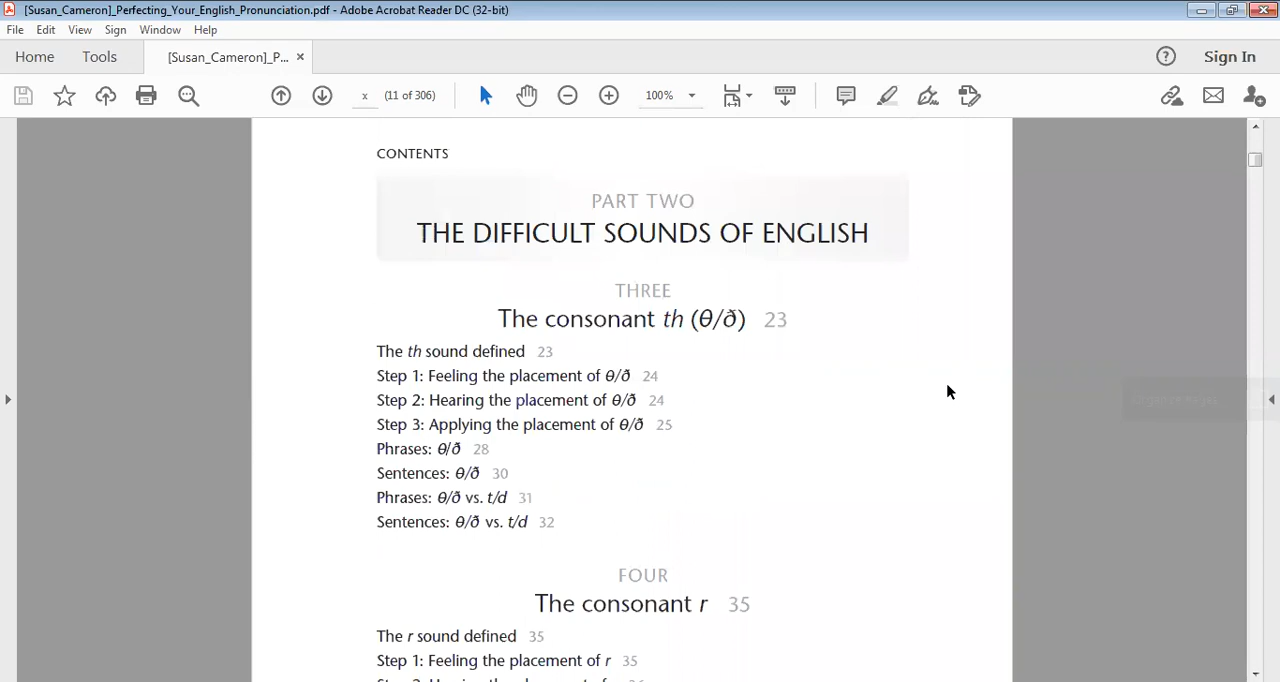 [Susan_Cameron]_Perfecting_Your_English_Pronunciation.pdf - Adobe Acrobat Reader DC (32-bit)
File Edit View Sign Window Help
Home Tools [Susan_Cameron]_P... × Sign In
x (11 of 306) 100%
CONTENTS
PART TWO
THE DIFFICULT SOUNDS OF ENGLISH
THREE
The consonant th (θ/ð) 23
The th sound defined 23
Step 1: Feeling the placement of θ/ð 24
Step 2: Hearing the placement of θ/ð 24
Step 3: Applying the placement of θ/ð 25
Phrases: θ/ð 28
Sentences: θ/ð 30
Phrases: θ/ð vs. t/d 31
Sentences: θ/ð vs. t/d 32
FOUR
The consonant r 35
The r sound defined 35
Step 1: Feeling the placement of r 35